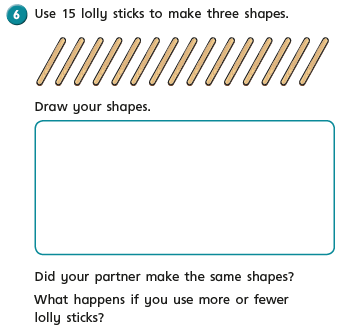 6 Use 15 lolly sticks to make three shapes.
Draw your shapes.
Did your partner make the same shapes?
What happens if you use more or fewer
lolly sticks?